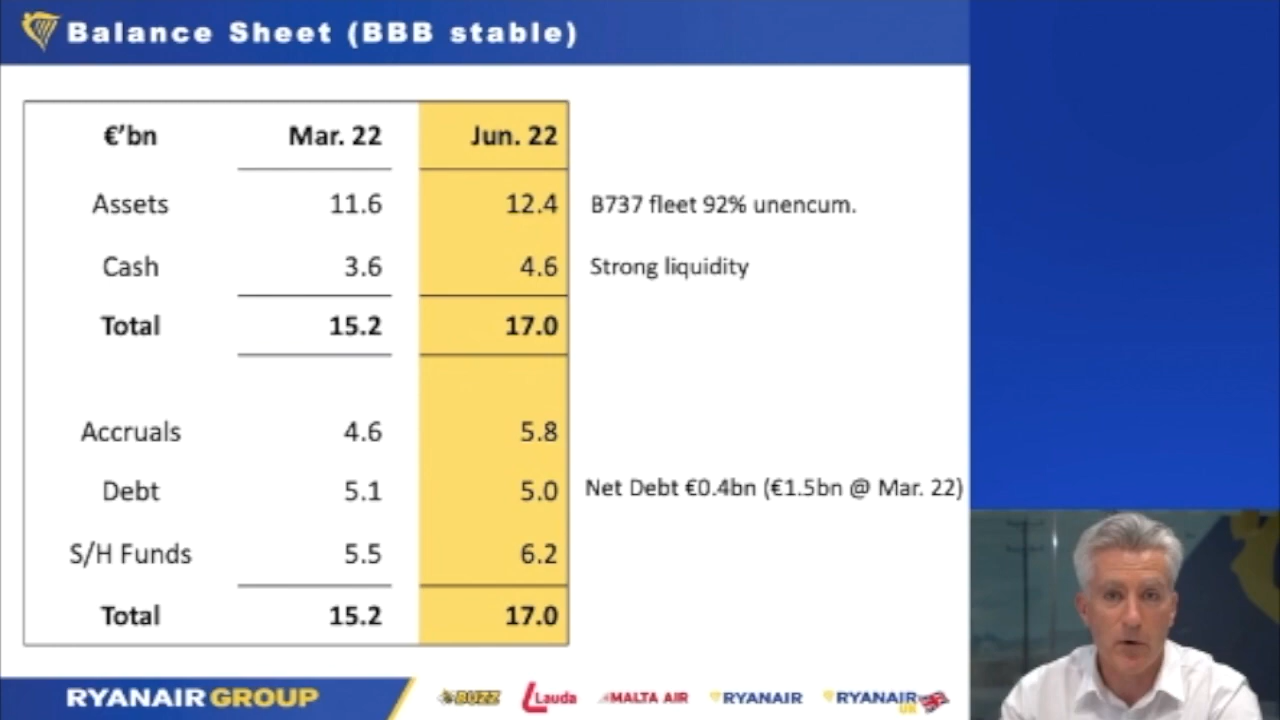 Balance Sheet (BBB stable)
€'bn Mar. 22 Jun. 22
Assets 11.6 12.4 B737 fleet 92% unencum.
Cash 3.6 4.6 Strong liquidity
Total 15.2 17.0
Accruals 4.6 5.8
Debt 5.1 5.0 Net Debt €0.4bn (€1.5bn @ Mar. 22)
S/H Funds 5.5 6.2
Total 15.2 17.0
RYANAIR GROUP BUZZ Lauda MALTA AIR RYANAIR RYANAIR UK